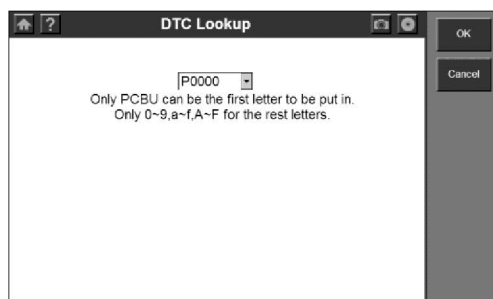 ?
DTC Lookup
OK
Cancel
P0000
Only PCBU can be the first letter to be put in.
Only 0~9,a~f,A~F for the rest letters.